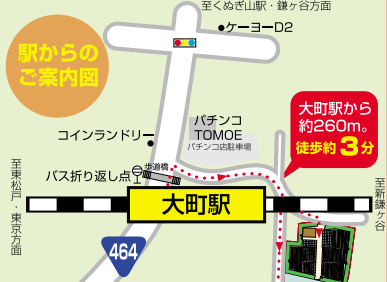 至くぬぎ山駅・鎌ヶ谷方面
ケーヨーD2
駅からの
ご案内図
パチンコ
TOMOE
パチンコ店駐車場
コインランドリー
大町駅から
約260m。
徒歩約3分
歩道橋
バス折り返し点
至東松戸・東京方面
大町駅
至新鎌ヶ谷
464